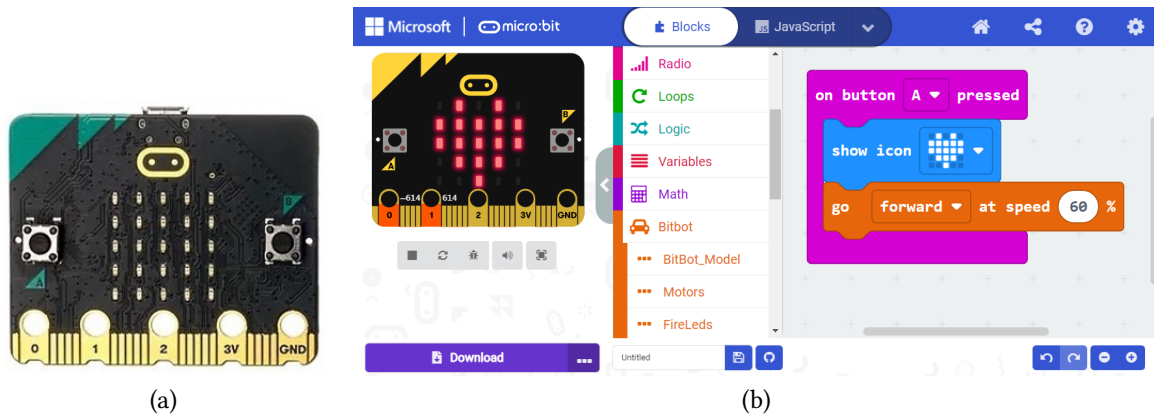 A
B
0 1 2 3V GND
(a)
Microsoft micro:bit
Blocks
JS JavaScript
A
B
~614 614
0 1 2 3V GND
Download
Radio
Loops
Logic
Variables
Math
Bitbot
BitBot_Model
Motors
FireLeds
Untitled
on button A pressed
show icon
go forward at speed 60 %
(b)